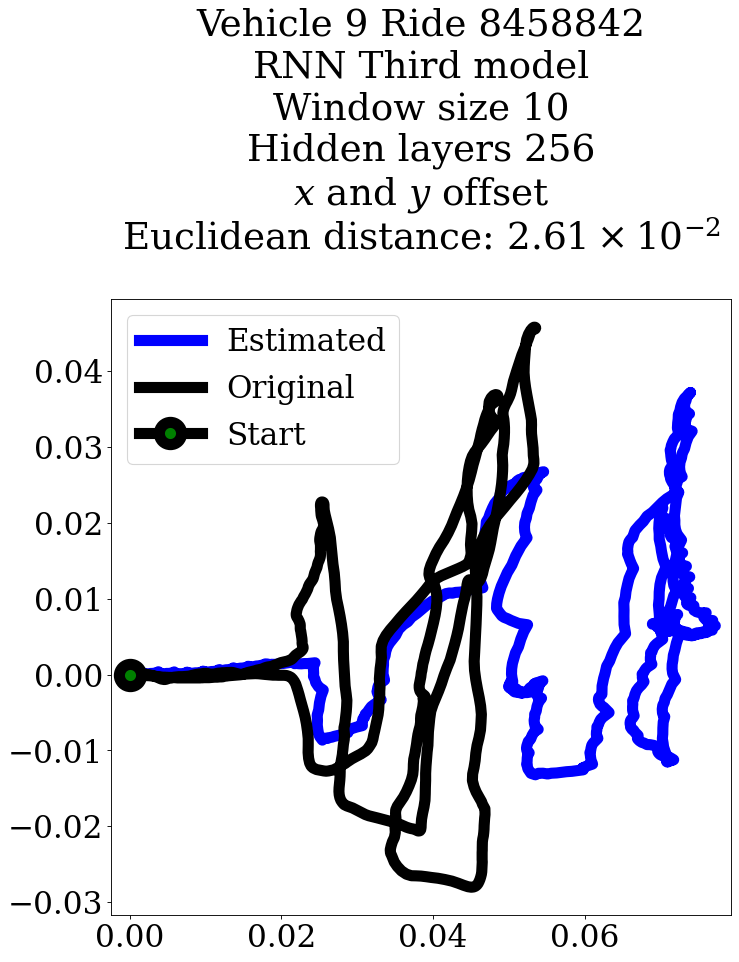 Vehicle 9 Ride 8458842
RNN Third model
Window size 10
Hidden layers 256
x and y offset
Euclidean distance: 2.61 × 10⁻²
Estimated
Original
Start
0.04
0.03
0.02
0.01
0.00
−0.01
−0.02
−0.03
0.00 0.02 0.04 0.06